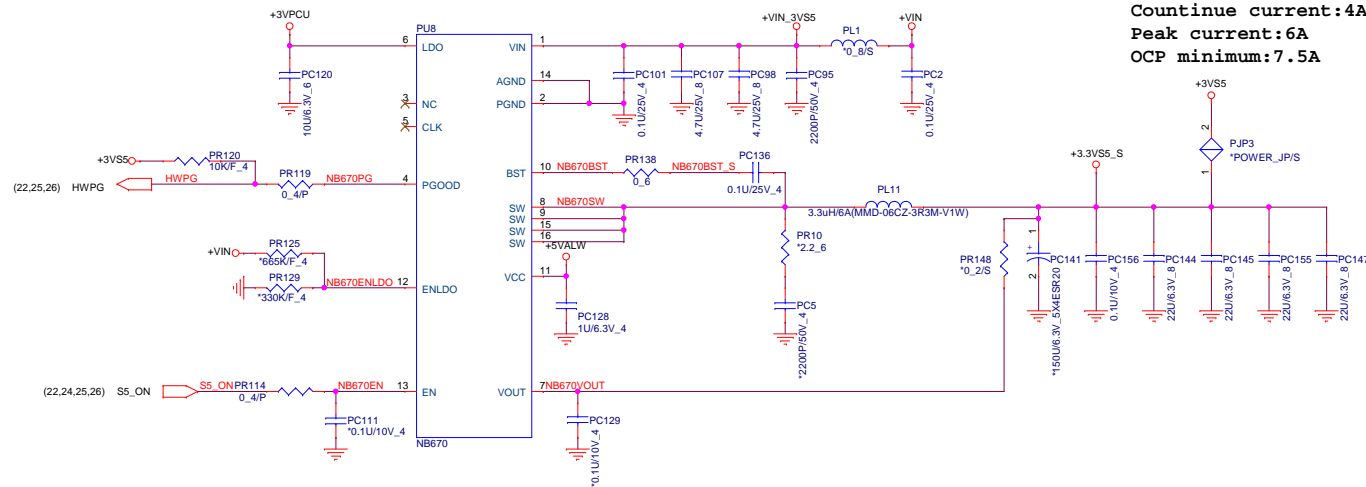 Countinue current:4A
Peak current:6A
OCP minimum:7.5A
+3VPCU
PU8
+VIN_3VS5
+VIN
PL1
*0_8/S
+3VS5
6
LDO
VIN
1
PC120
10U/6.3V_6
PC101
0.1U/25V_4
PC107
4.7U/25V_8
PC98
4.7U/25V_8
PC95
2200P/50V_4
PC2
0.1U/25V_4
AGND
14
3
NC
PGND
2
5
CLK
2
PJP3
*POWER_JP/S
1
+3VS5
PR120
10K/F_4
(22,25,26)
HWPG
HWPG
PR119
0_4/P
NB670PG
4
PGOOD
BST
10
NB670BST
PR138
0_6
NB670BST_S
PC136
0.1U/25V_4
+3.3VS5_S
SW
8
NB670SW
SW
9
SW
15
SW
16
PL11
3.3uH/6A(MMD-06CZ-3R3M-V1W)
+VIN
PR125
*665K/F_4
PR129
*330K/F_4
NB670ENLDO
12
ENLDO
+5VALW
VCC
11
PC128
1U/6.3V_4
PR10
*2.2_6
PC5
*2200P/50V_4
PR148
*0_2/S
1
+
PC141
2
*150U/6.3V_5X4ESR20
PC156
0.1U/10V_4
PC144
22U/6.3V_8
PC145
22U/6.3V_8
PC155
22U/6.3V_8
PC147
22U/6.3V_8
(22,24,25,26)
S5_ON
S5_ON
PR114
0_4/P
NB670EN
13
EN
VOUT
7
NB670VOUT
PC111
*0.1U/10V_4
PC129
*0.1U/10V_4
NB670